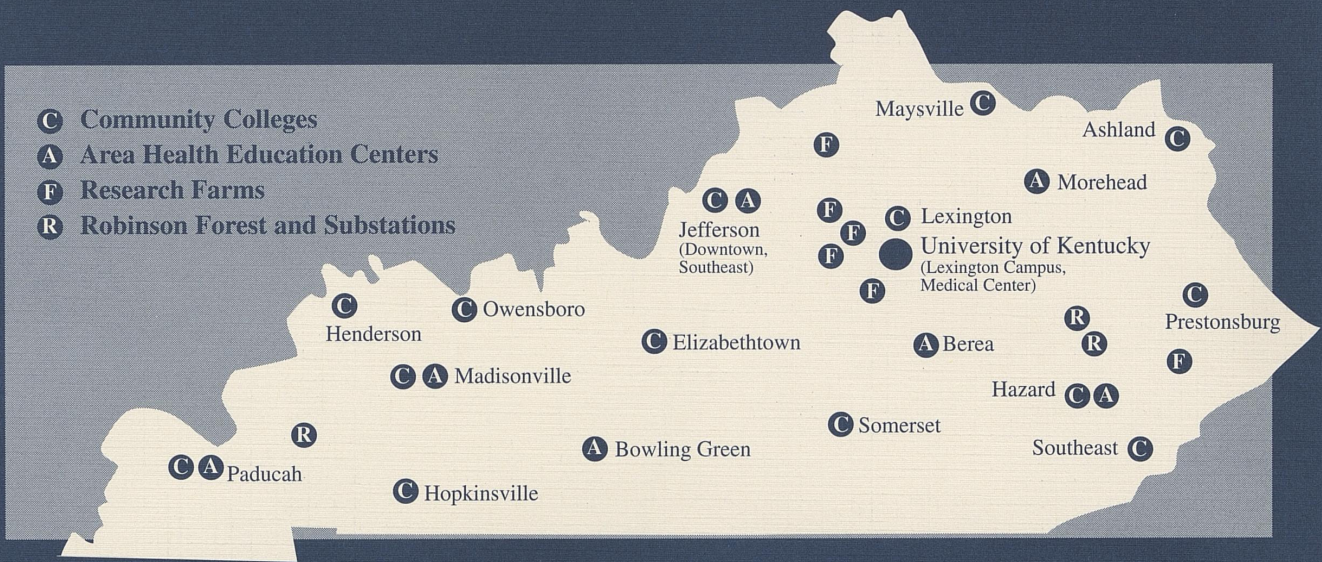 C Community Colleges
A Area Health Education Centers
F Research Farms
R Robinson Forest and Substations
Maysville C
Ashland C
F
A Morehead
C A
Jefferson
(Downtown,
Southeast)
F
F
F
F
C Lexington
University of Kentucky
(Lexington Campus,
Medical Center)
C
Henderson
C Owensboro
C
Prestonsburg
R
R
C Elizabethtown
A Berea
F
C A Madisonville
Hazard C A
C Somerset
R
A Bowling Green
Southeast C
C A Paducah
C Hopkinsville